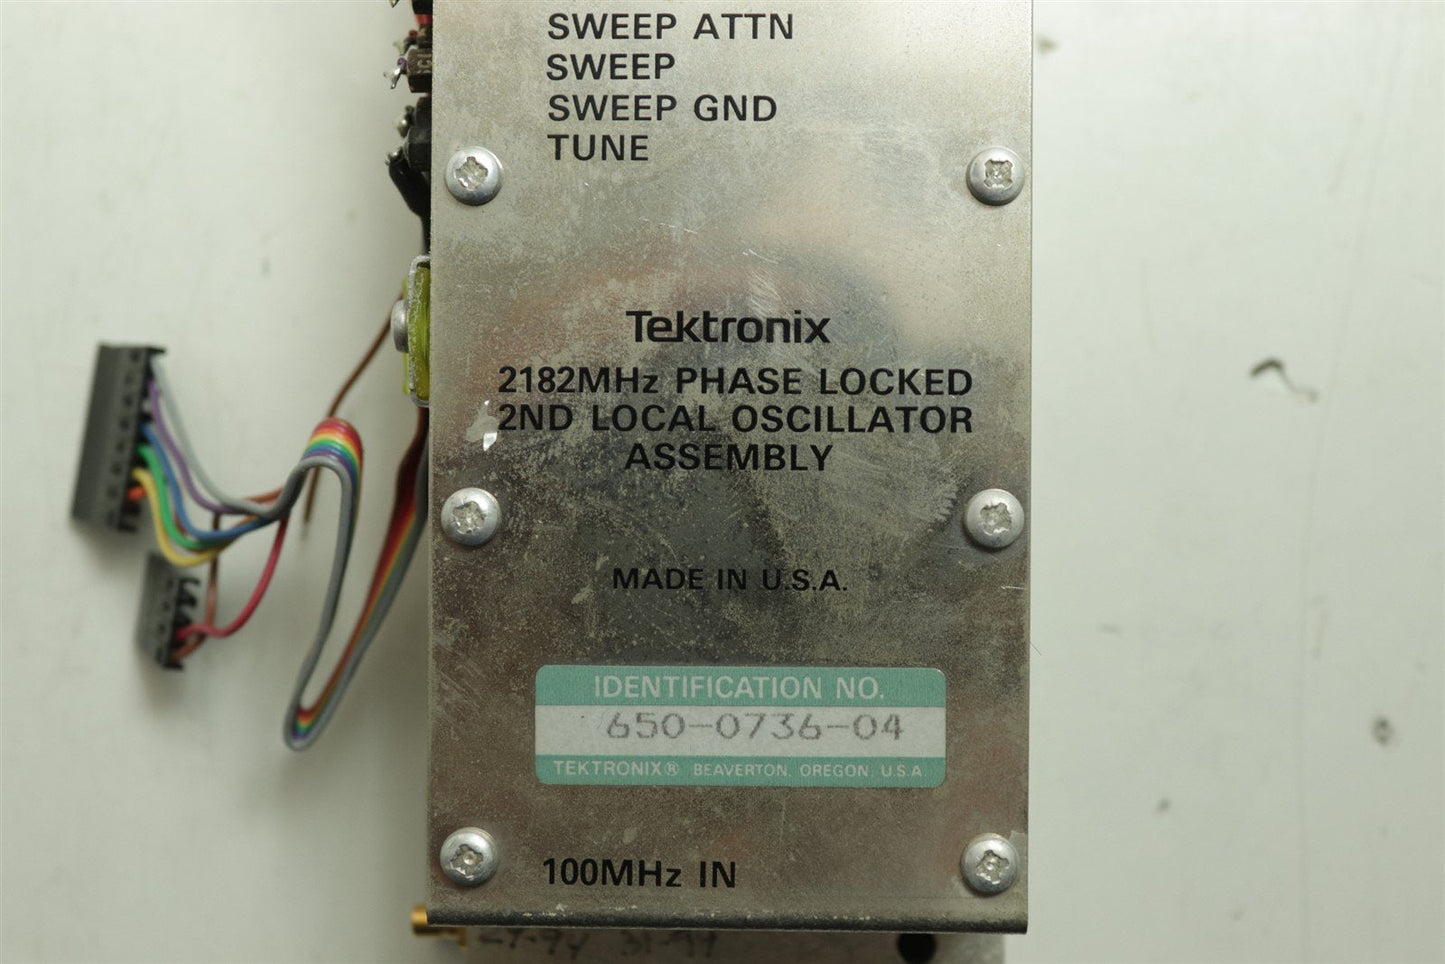 SWEEP ATTN
SWEEP
SWEEP GND
TUNE
Tektronix
2182MHz PHASE LOCKED
2ND LOCAL OSCILLATOR
ASSEMBLY
MADE IN U.S.A.
IDENTIFICATION NO.
650-0736-04
TEKTRONIX® BEAVERTON, OREGON, U.S.A
100MHz IN